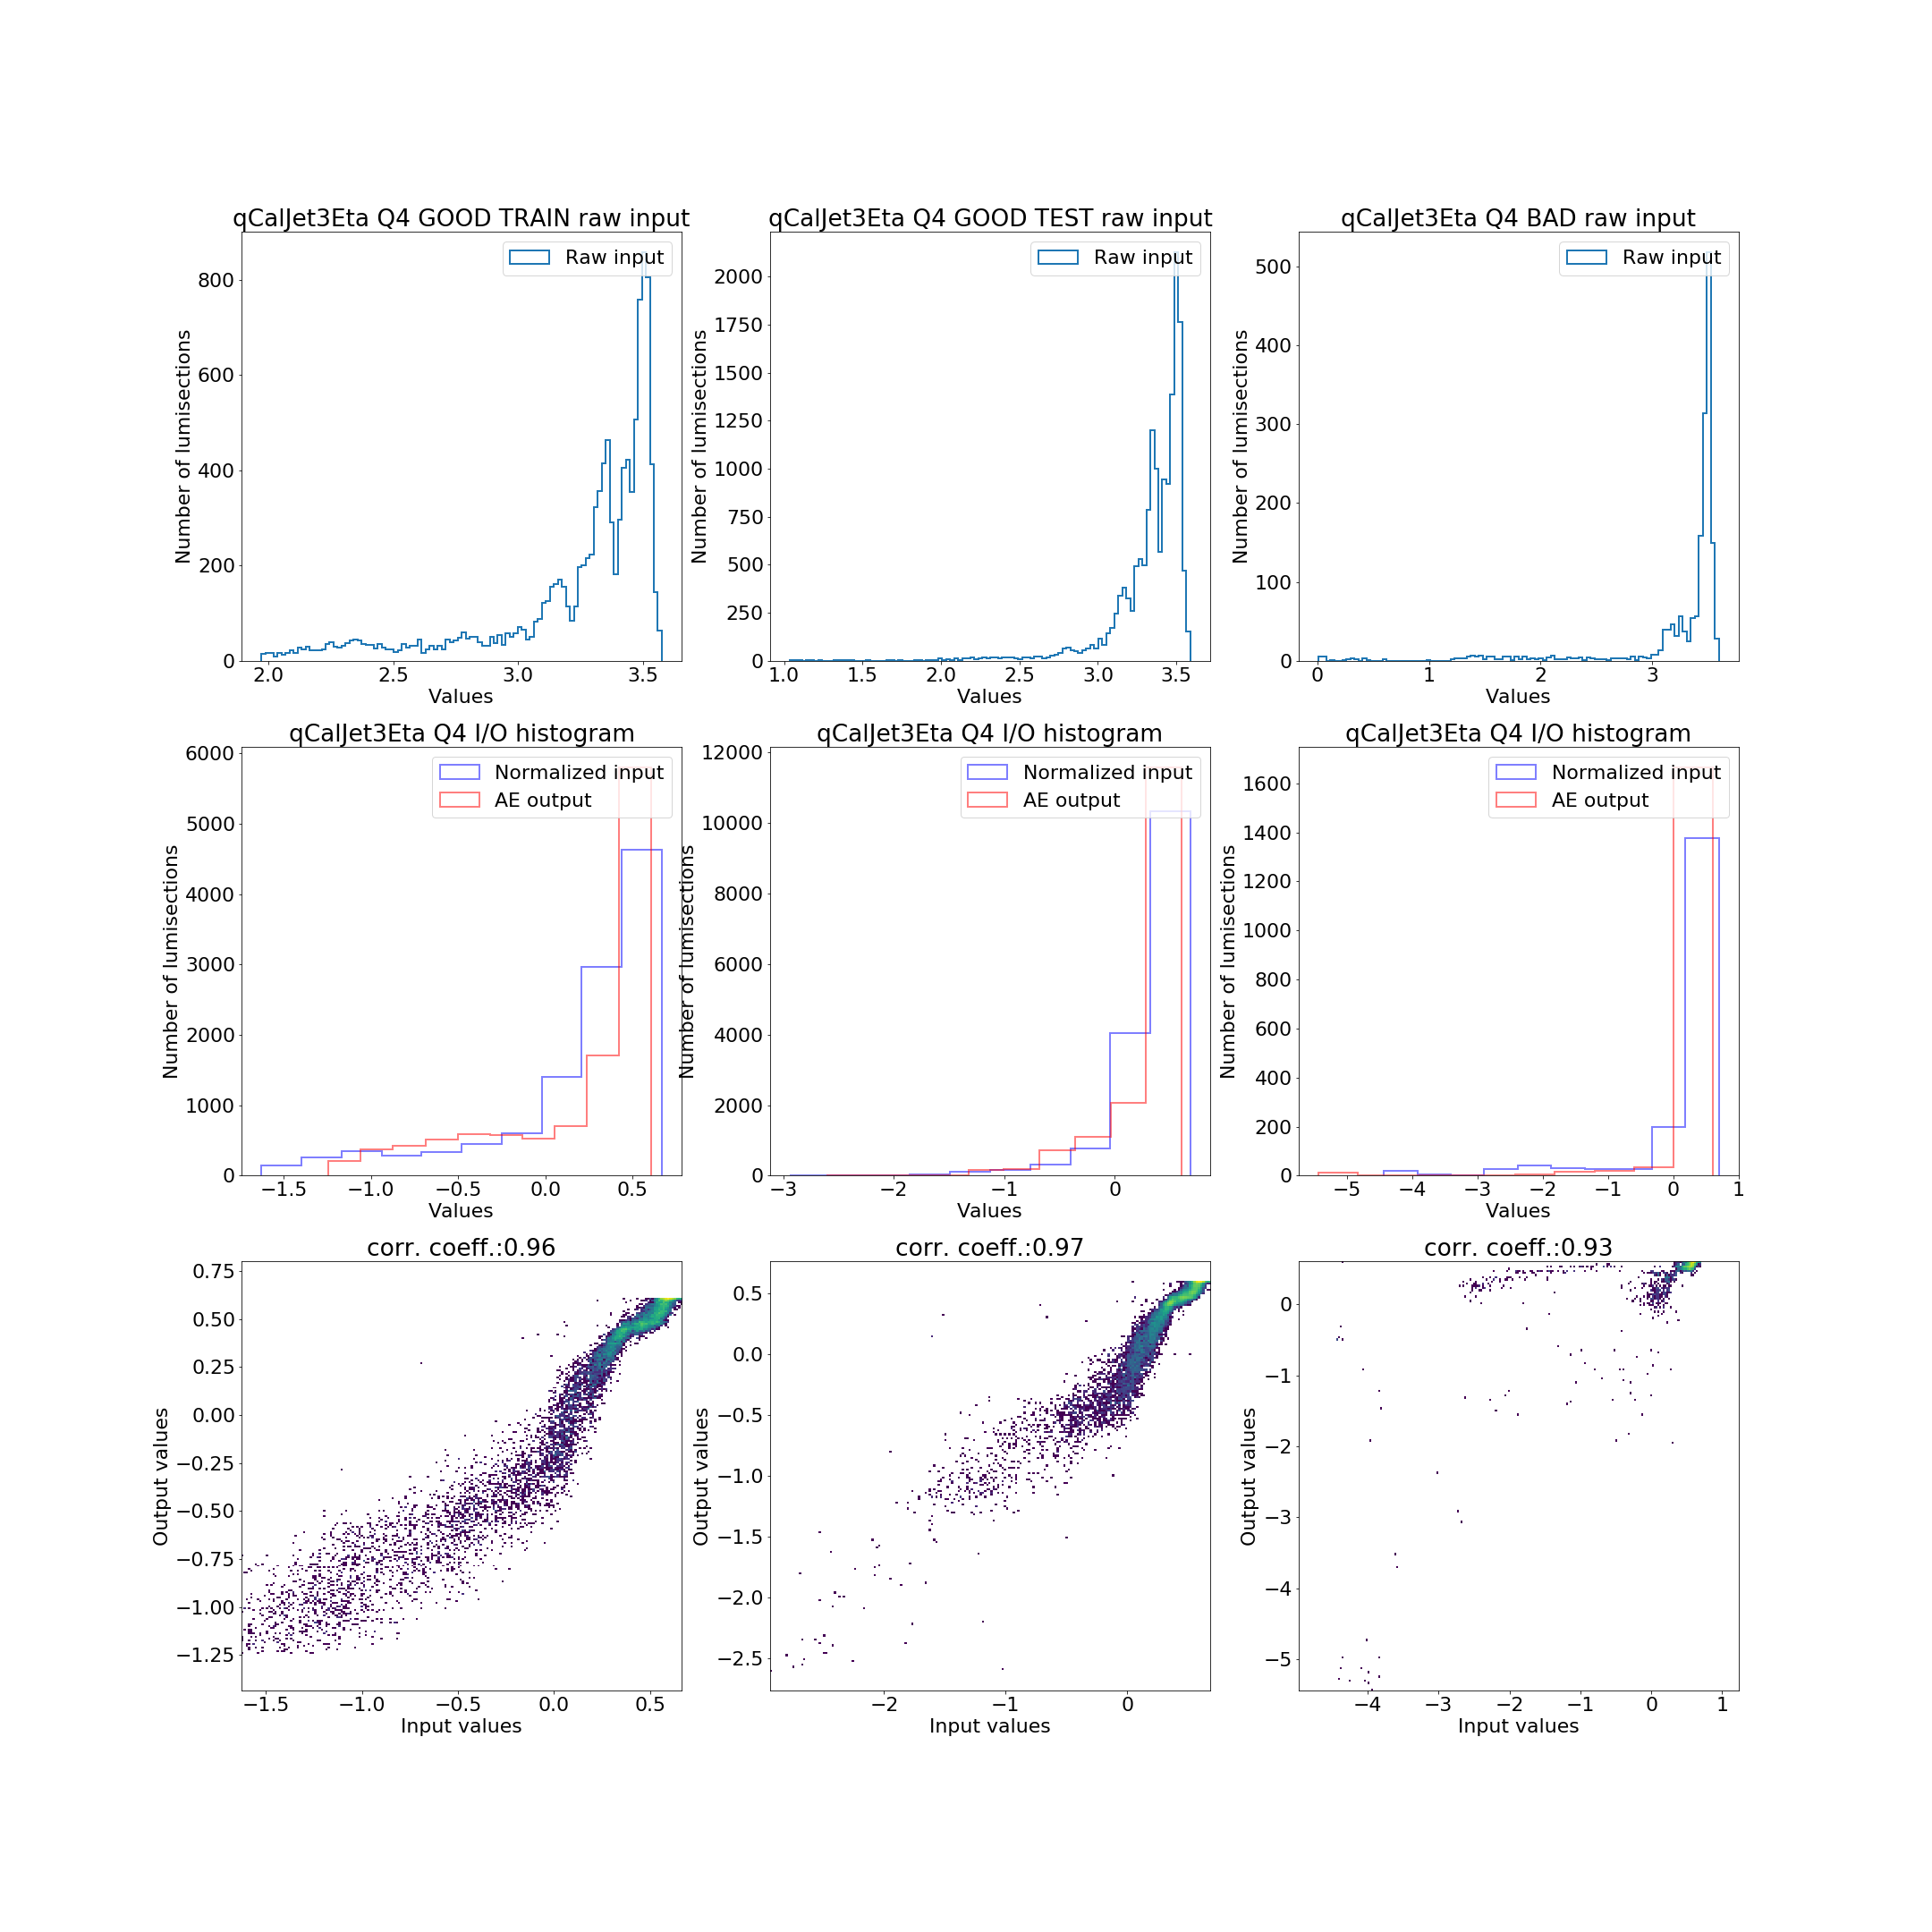 qCalJet3Eta Q4 GOOD TRAIN raw input
Raw input
800
600
400
200
0
Number of lumisections
2.0 2.5 3.0 3.5
Values
qCalJet3Eta Q4 GOOD TEST raw input
Raw input
2000
1750
1500
1250
1000
750
500
250
0
Number of lumisections
1.0 1.5 2.0 2.5 3.0 3.5
Values
qCalJet3Eta Q4 BAD raw input
Raw input
500
400
300
200
100
0
Number of lumisections
0 1 2 3
Values
qCalJet3Eta Q4 I/O histogram
Normalized input
AE output
6000
5000
4000
3000
2000
1000
0
Number of lumisections
−1.5 −1.0 −0.5 0.0 0.5
Values
qCalJet3Eta Q4 I/O histogram
Normalized input
AE output
12000
10000
8000
6000
4000
2000
0
Number of lumisections
−3 −2 −1 0
Values
qCalJet3Eta Q4 I/O histogram
Normalized input
AE output
1600
1400
1200
1000
800
600
400
200
0
Number of lumisections
−5 −4 −3 −2 −1 0 1
Values
corr. coeff.:0.96
0.75
0.50
0.25
0.00
−0.25
−0.50
−0.75
−1.00
−1.25
Output values
−1.5 −1.0 −0.5 0.0 0.5
Input values
corr. coeff.:0.97
0.5
0.0
−0.5
−1.0
−1.5
−2.0
−2.5
Output values
−2 −1 0
Input values
corr. coeff.:0.93
0
−1
−2
−3
−4
−5
Output values
−4 −3 −2 −1 0 1
Input values